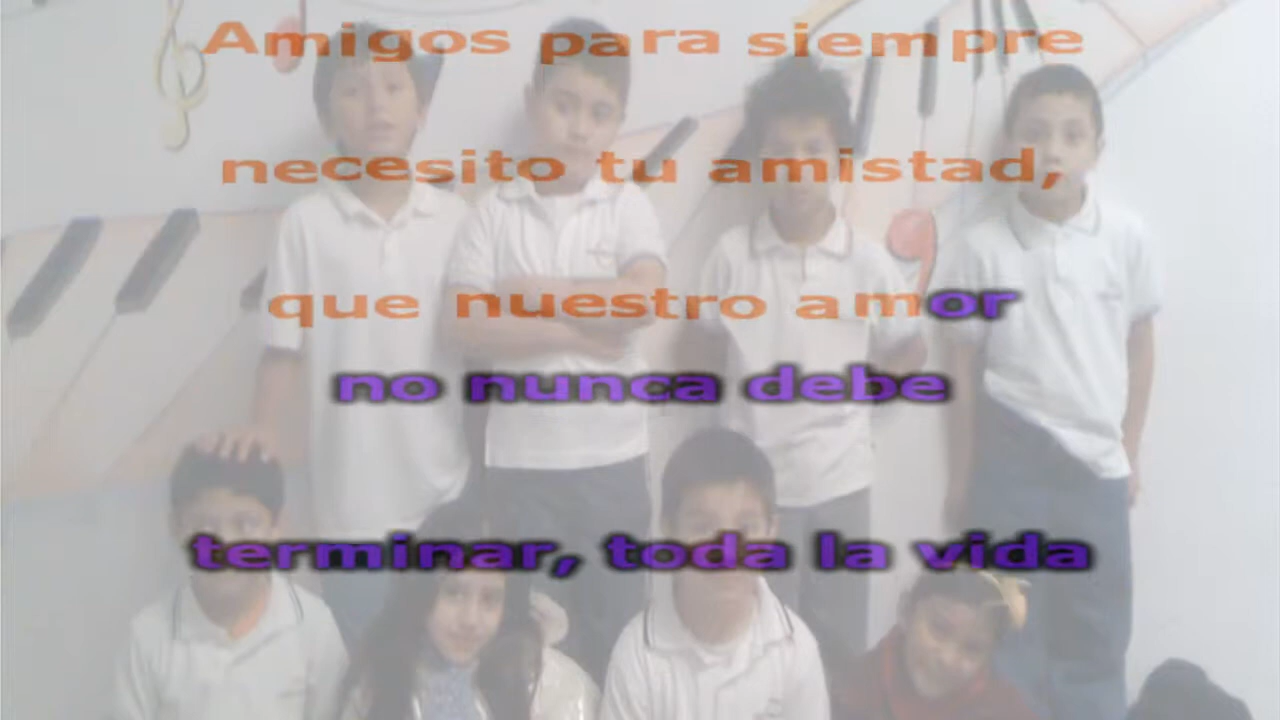 Amigos para siempre
necesito tu amistad,
que nuestro amor
no nunca debe
terminar, toda la vida